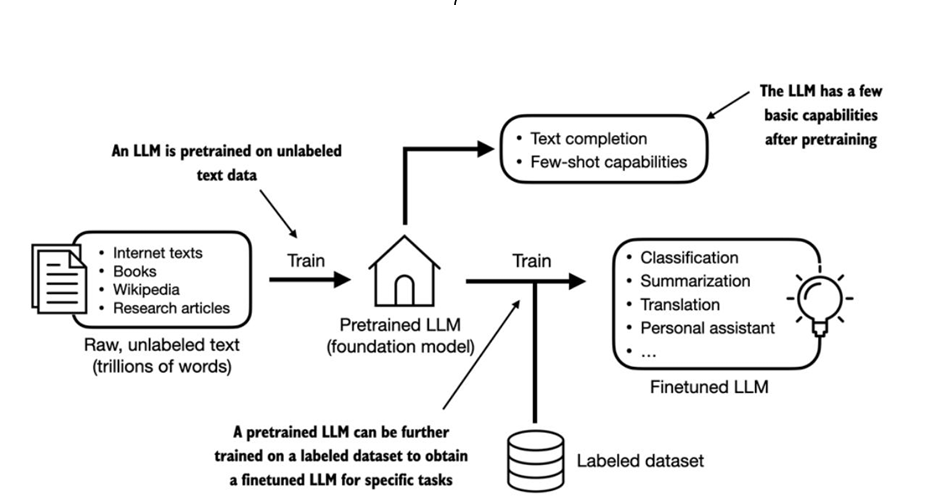 The LLM has a few
basic capabilities
after pretraining
• Text completion
• Few-shot capabilities
An LLM is pretrained on unlabeled
text data
• Internet texts
• Books
• Wikipedia
• Research articles
Train
Train
• Classification
• Summarization
• Translation
• Personal assistant
• ...
Pretrained LLM
(foundation model)
Raw, unlabeled text
(trillions of words)
Finetuned LLM
A pretrained LLM can be further
trained on a labeled dataset to obtain
a finetuned LLM for specific tasks
Labeled dataset